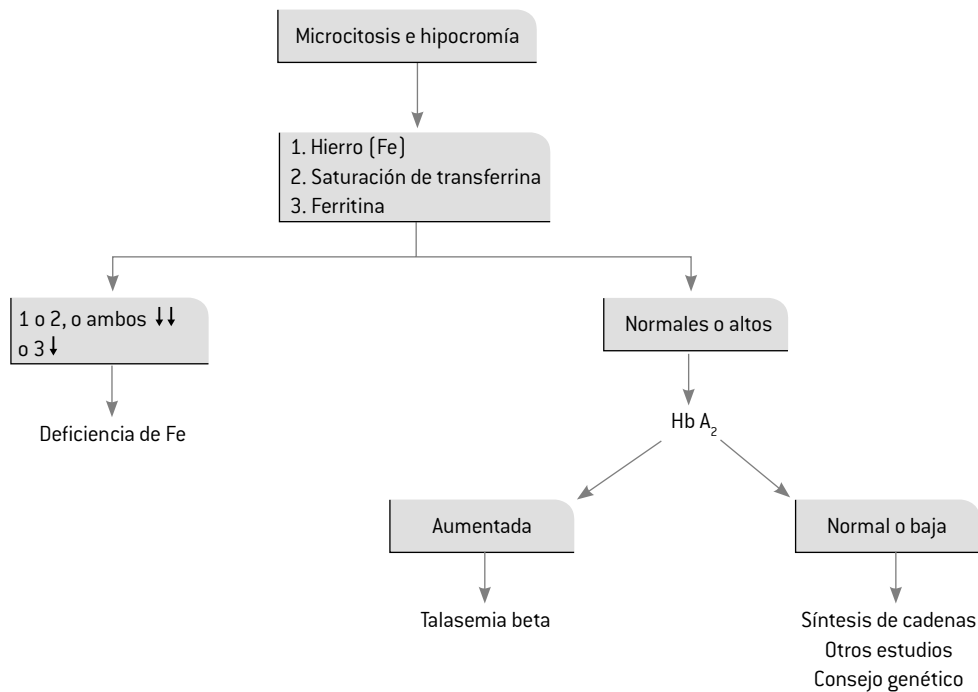 Microcitosis e hipocromía
1. Hierro (Fe)
2. Saturación de transferrina
3. Ferritina
1 o 2, o ambos ↓↓
o 3 ↓
Normales o altos
Deficiencia de Fe
Hb A₂
Aumentada
Normal o baja
Talasemia beta
Síntesis de cadenas
Otros estudios
Consejo genético